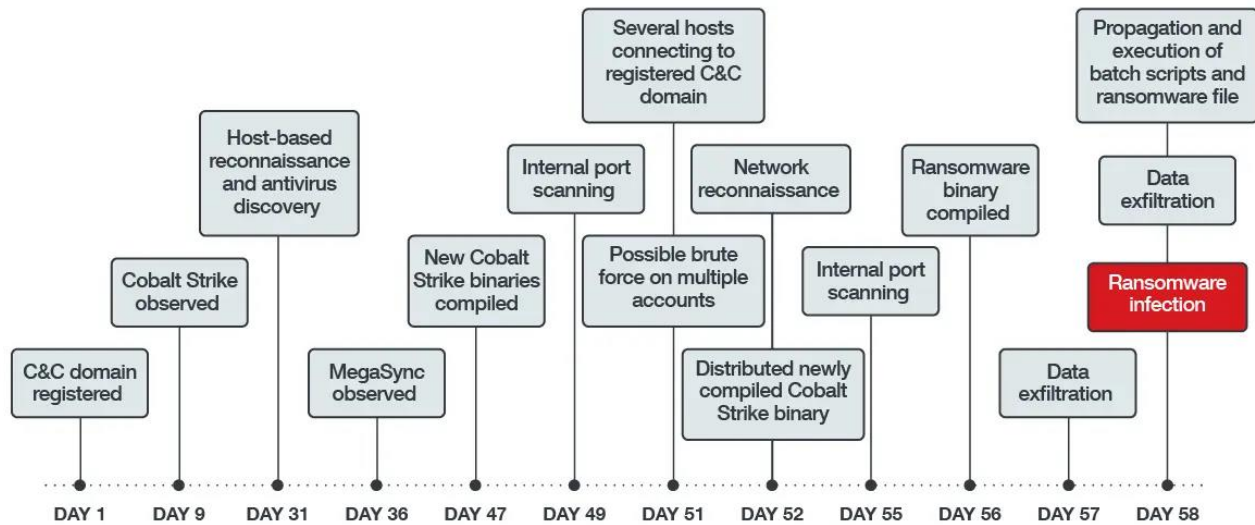 C&C domain
registered
Cobalt Strike
observed
Host-based
reconnaissance
and antivirus
discovery
MegaSync
observed
New Cobalt
Strike binaries
compiled
Internal port
scanning
Several hosts
connecting to
registered C&C
domain
Possible brute
force on multiple
accounts
Network
reconnaissance
Distributed newly
compiled Cobalt
Strike binary
Internal port
scanning
Ransomware
binary
compiled
Data
exfiltration
Propagation and
execution of
batch scripts and
ransomware file
Data
exfiltration
Ransomware
infection
DAY 1
DAY 9
DAY 31
DAY 36
DAY 47
DAY 49
DAY 51
DAY 52
DAY 55
DAY 56
DAY 57
DAY 58